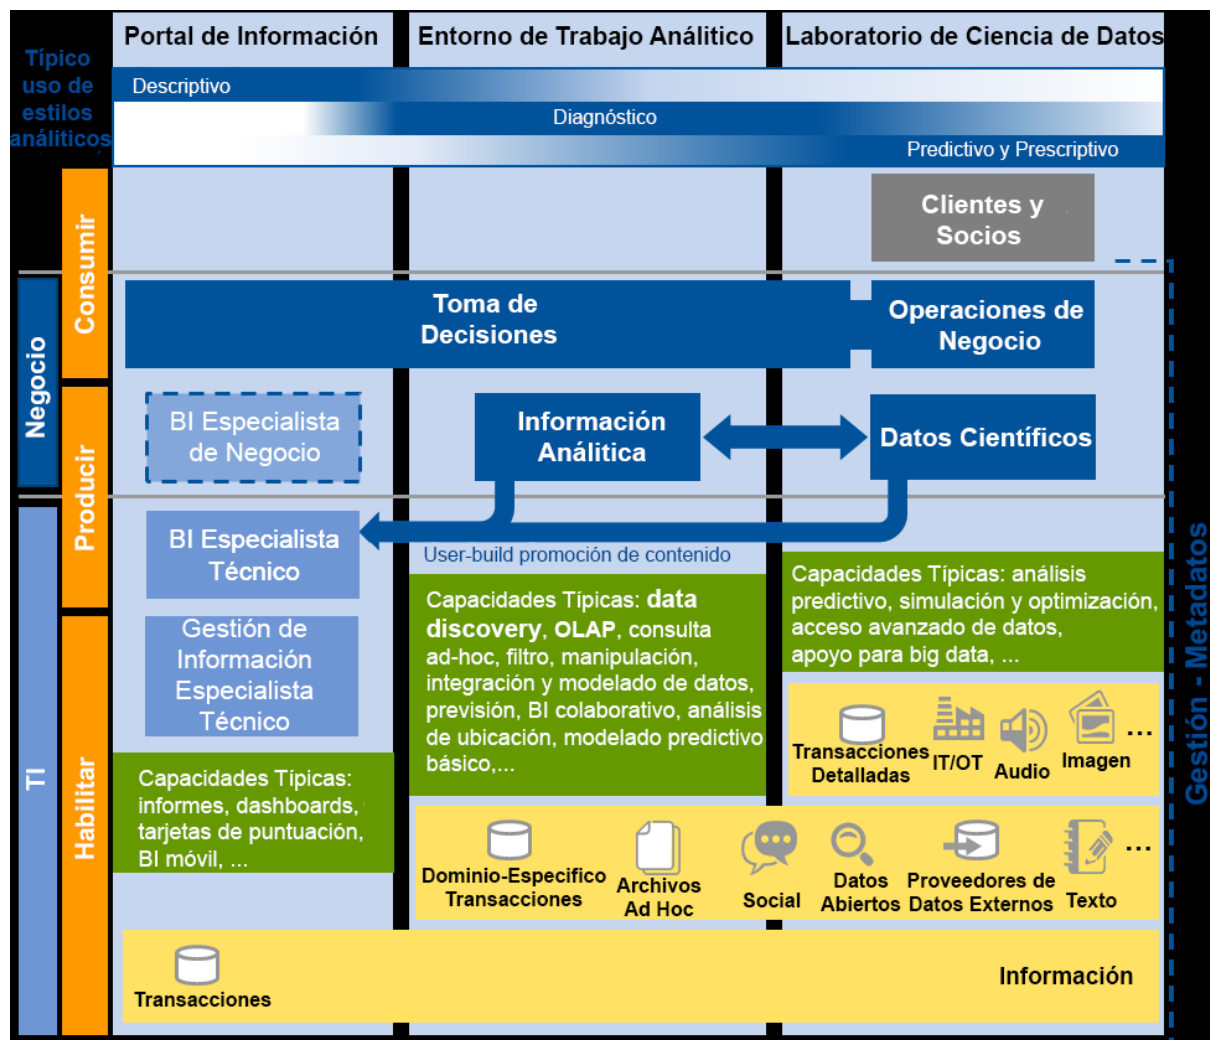 Portal de Información
Entorno de Trabajo Análitico
Laboratorio de Ciencia de Datos
Típico
uso de
estilos
análiticos
Descriptivo
Diagnóstico
Predictivo y Prescriptivo
Consumir
Clientes y
Socios
Negocio
Toma de
Decisiones
Operaciones de
Negocio
Producir
BI Especialista
de Negocio
Información
Análitica
Datos Científicos
BI Especialista
Técnico
User-build promoción de contenido
TI
Habilitar
Gestión de
Información
Especialista
Técnico
Capacidades Típicas:
informes, dashboards,
tarjetas de puntuación,
BI móvil, ...
Capacidades Típicas: data
discovery, OLAP, consulta
ad-hoc, filtro, manipulación,
integración y modelado de datos,
previsión, BI colaborativo, análisis
de ubicación, modelado predictivo
básico,...
Capacidades Típicas: análisis
predictivo, simulación y optimización,
acceso avanzado de datos,
apoyo para big data, ...
Transacciones
Detalladas
IT/OT
Audio
Imagen
...
Dominio-Especifico
Transacciones
Archivos
Ad Hoc
Social
Datos
Abiertos
Proveedores de
Datos Externos
Texto
...
Transacciones
Información
Gestión - Metadatos